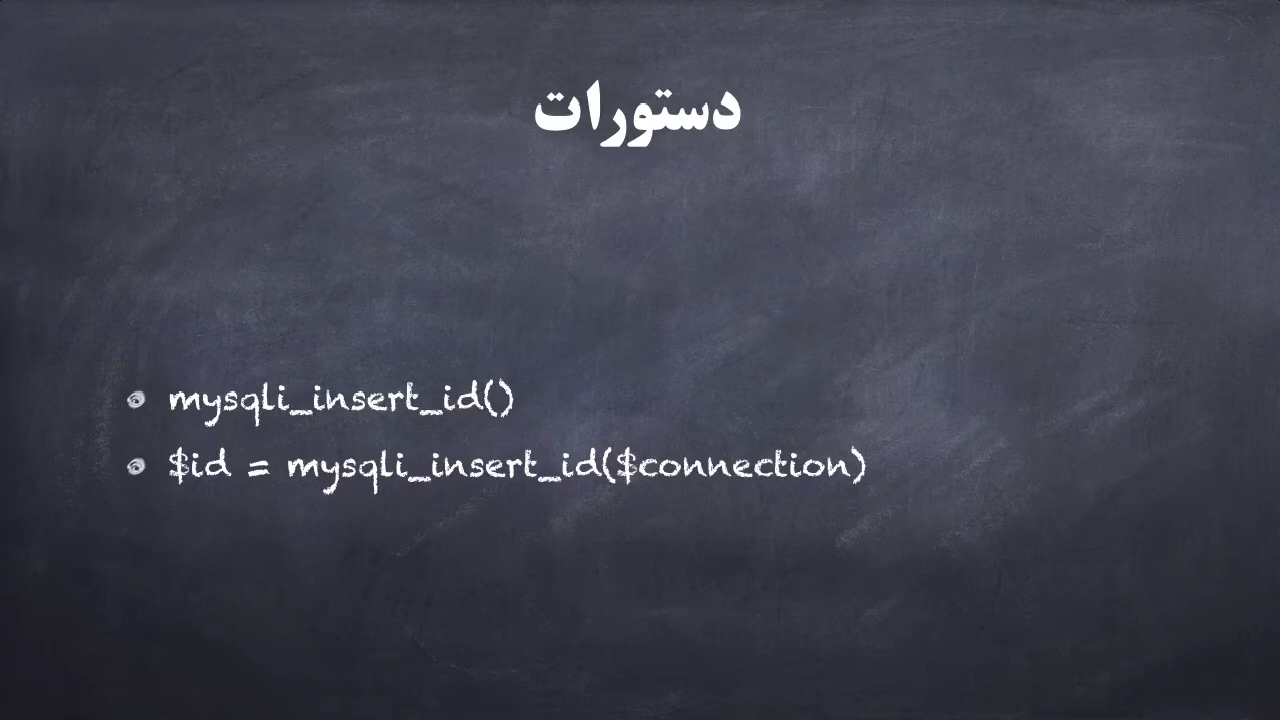 دستورات
mysqli_insert_id()
$id = mysqli_insert_id($connection)